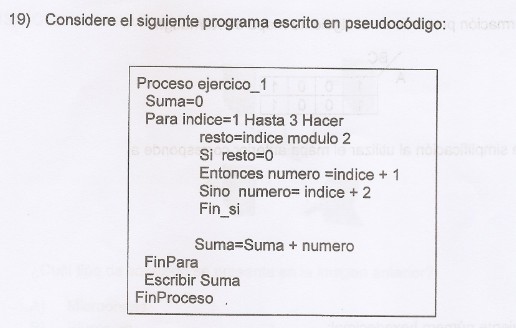 19) Considere el siguiente programa escrito en pseudocódigo:
Proceso ejercico_1
Suma=0
Para indice=1 Hasta 3 Hacer
resto=indice modulo 2
Si resto=0
Entonces numero =indice + 1
Sino numero= indice + 2
Fin_si
Suma=Suma + numero
FinPara
Escribir Suma
FinProceso